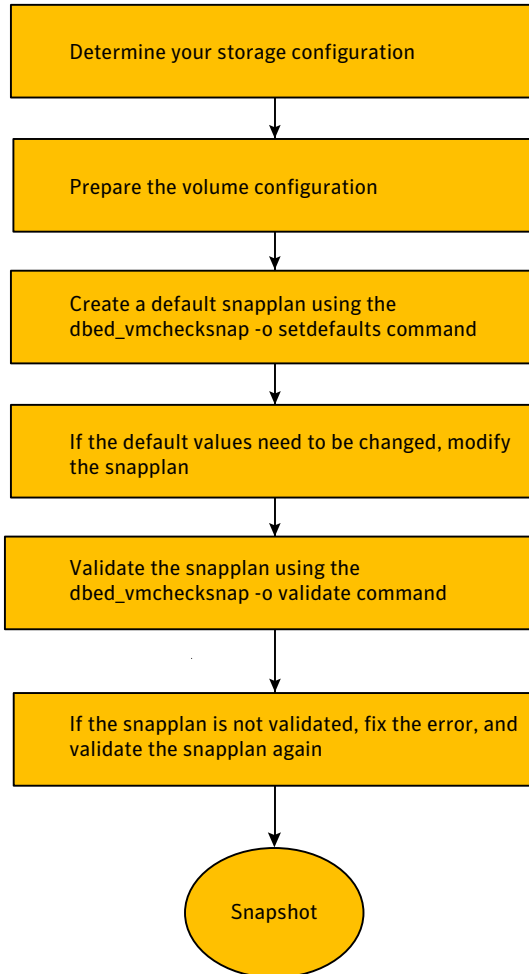 Determine your storage configuration
Prepare the volume configuration
Create a default snapplan using the
dbed_vmchecksnap -o setdefaults command
If the default values need to be changed, modify
the snapplan
Validate the snapplan using the
dbed_vmchecksnap -o validate command
If the snapplan is not validated, fix the error, and
validate the snapplan again
Snapshot